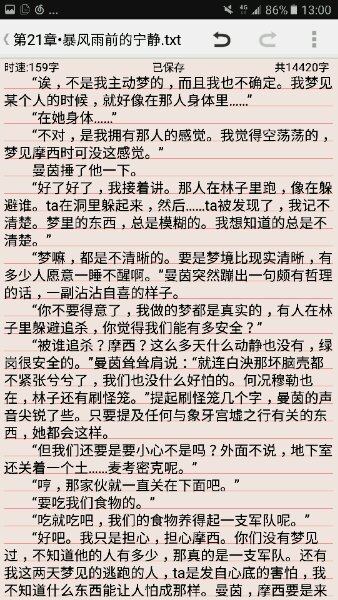 4G 86% 13:00
第21章•暴风雨前的宁静.txt
时速:159字 已保存 共14420字
“诶，不是我主动梦的，而且我也不确定。我梦见
某个人的时候，就好像在那人身体里……”
“在她身体……”
“不对，是我拥有那人的感觉。我觉得空荡荡的，
梦见摩西时可没这感觉。”
曼茵捶了他一下。
“好了好了，我接着讲。那人在林子里跑，像在躲
避谁。ta在洞里躲起来，然后……ta被发现了，我记不
清楚。梦里的东西，总是模糊的。我想知道的总是不
清楚。”
“梦嘛，都是不清晰的。要是梦境比现实清晰，有
多少人愿意一睡不醒啊。”曼茵突然蹦出一句颇有哲理
的话，一副沾沾自喜的样子。
“你不要得意了，我做的梦都是真实的，有人在林
子里躲避追杀，你觉得我们能有多安全？”
“被谁追杀？摩西？这么多天什么动静也没有，绿
岗很安全的。”曼茵耸耸肩说：“就连白泱那坏脑壳都
不紧张兮兮了，我们也没什么好怕的。何况穆勒也
在，林子还有刷怪笼。”提起刷怪笼几个字，曼茵的声
音尖锐了些。只要提及任何与象牙宫墟之行有关的东
西，她都会这样。
“但我们还要是要小心不是吗？外面不说，地下室
还关着一个土……麦考密克呢。”
“哼，那家伙就一直关在下面吧。”
“要吃我们食物的。”
“吃就吃吧，我们的食物养得起一支军队呢。”
“好吧。我只是担心，担心摩西。你们没有梦见
过，不知道他的人有多少，那真的是一支军队。还有
我这两天梦见的逃跑的人，ta是发自心底的害怕，我
不知道什么东西能让人怕成那样。曼茵，摩西要是来